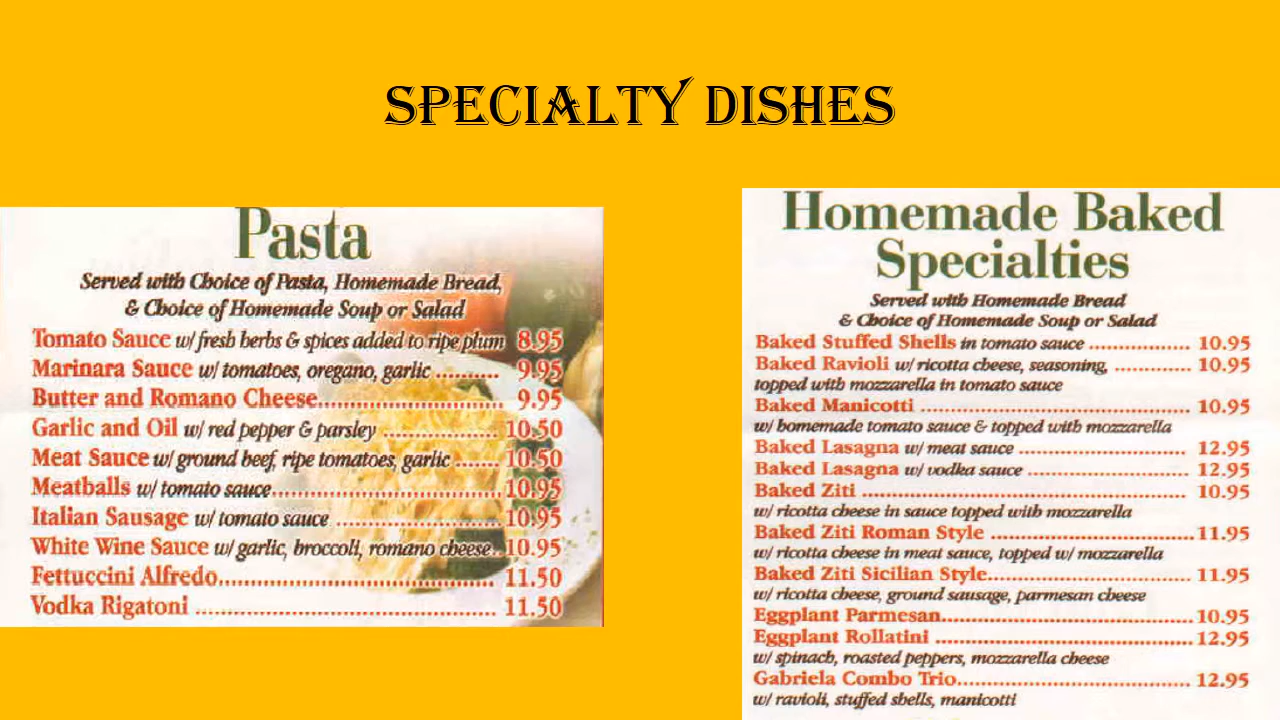 SPECIALTY DISHES
Pasta
Served with Choice of Pasta, Homemade Bread,
& Choice of Homemade Soup or Salad
Tomato Sauce w/ fresh herbs & spices added to ripe plum 8.95
Marinara Sauce w/ tomatoes, oregano, garlic .......... 9.95
Butter and Romano Cheese............................ 9.95
Garlic and Oil w/ red pepper & parsley .................. 10.50
Meat Sauce w/ ground beef, ripe tomatoes, garlic ....... 10.50
Meatballs w/ tomato sauce.................................... 10.95
Italian Sausage w/ tomato sauce .......................... 10.95
White Wine Sauce w/ garlic, broccoli, romano cheese.. 10.95
Fettuccini Alfredo........................................... 11.50
Vodka Rigatoni .............................................. 11.50
Homemade Baked
Specialties
Served with Homemade Bread
& Choice of Homemade Soup or Salad
Baked Stuffed Shells in tomato sauce .................. 10.95
Baked Ravioli w/ ricotta cheese, seasoning, ............. 10.95
topped with mozzarella in tomato sauce
Baked Manicotti ................................................ 10.95
w/ homemade tomato sauce & topped with mozzarella
Baked Lasagna w/ meat sauce ............................. 12.95
Baked Lasagna w/ vodka sauce ............................ 12.95
Baked Ziti ........................................................ 10.95
w/ ricotta cheese in sauce topped with mozzarella
Baked Ziti Roman Style ................................... 11.95
w/ ricotta cheese in meat sauce, topped w/ mozzarella
Baked Ziti Sicilian Style................................... 11.95
w/ ricotta cheese, ground sausage, parmesan cheese
Eggplant Parmesan........................................... 10.95
Eggplant Rollatini ............................................ 12.95
w/ spinach, roasted peppers, mozzarella cheese
Gabriela Combo Trio........................................ 12.95
w/ ravioli, stuffed shells, manicotti